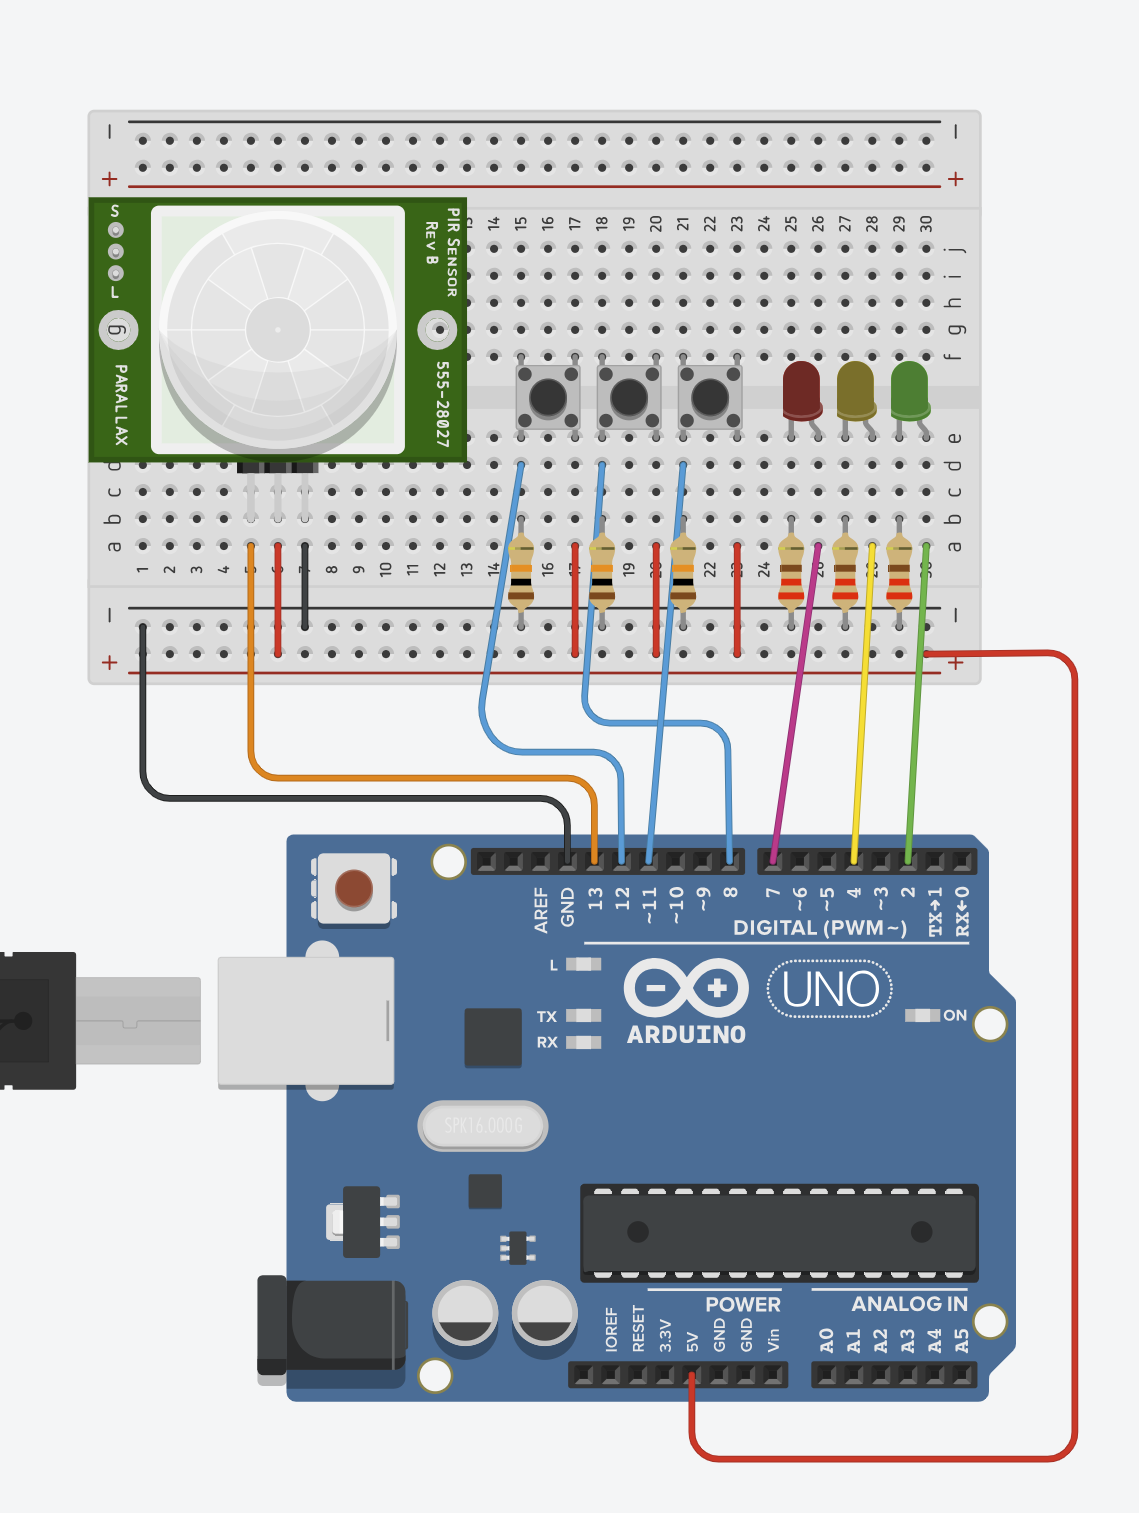 − −
+ +
S
L
PIR SENSOR
REV B
PARALLAX
555-28027
14 15 16 17 18 19 20 21 22 23 24 25 26 27 28 29 30
j
i
h
g g
f
e
d
c c
b b
a a
1 2 3 4 5 6 7 8 9 10 11 12 13 14 16 17 19 20 22 23 24 26 28 30
− −
+ +
AREF
GND
13
12
~11
~10
~9
8
7
~6
~5
4
~3
2
TX→1
RX←0
DIGITAL (PWM~)
L
TX
RX
UNO
ARDUINO
ON
SPK16.000G
POWER
ANALOG IN
IOREF
RESET
3.3V
5V
GND
GND
Vin
A0
A1
A2
A3
A4
A5